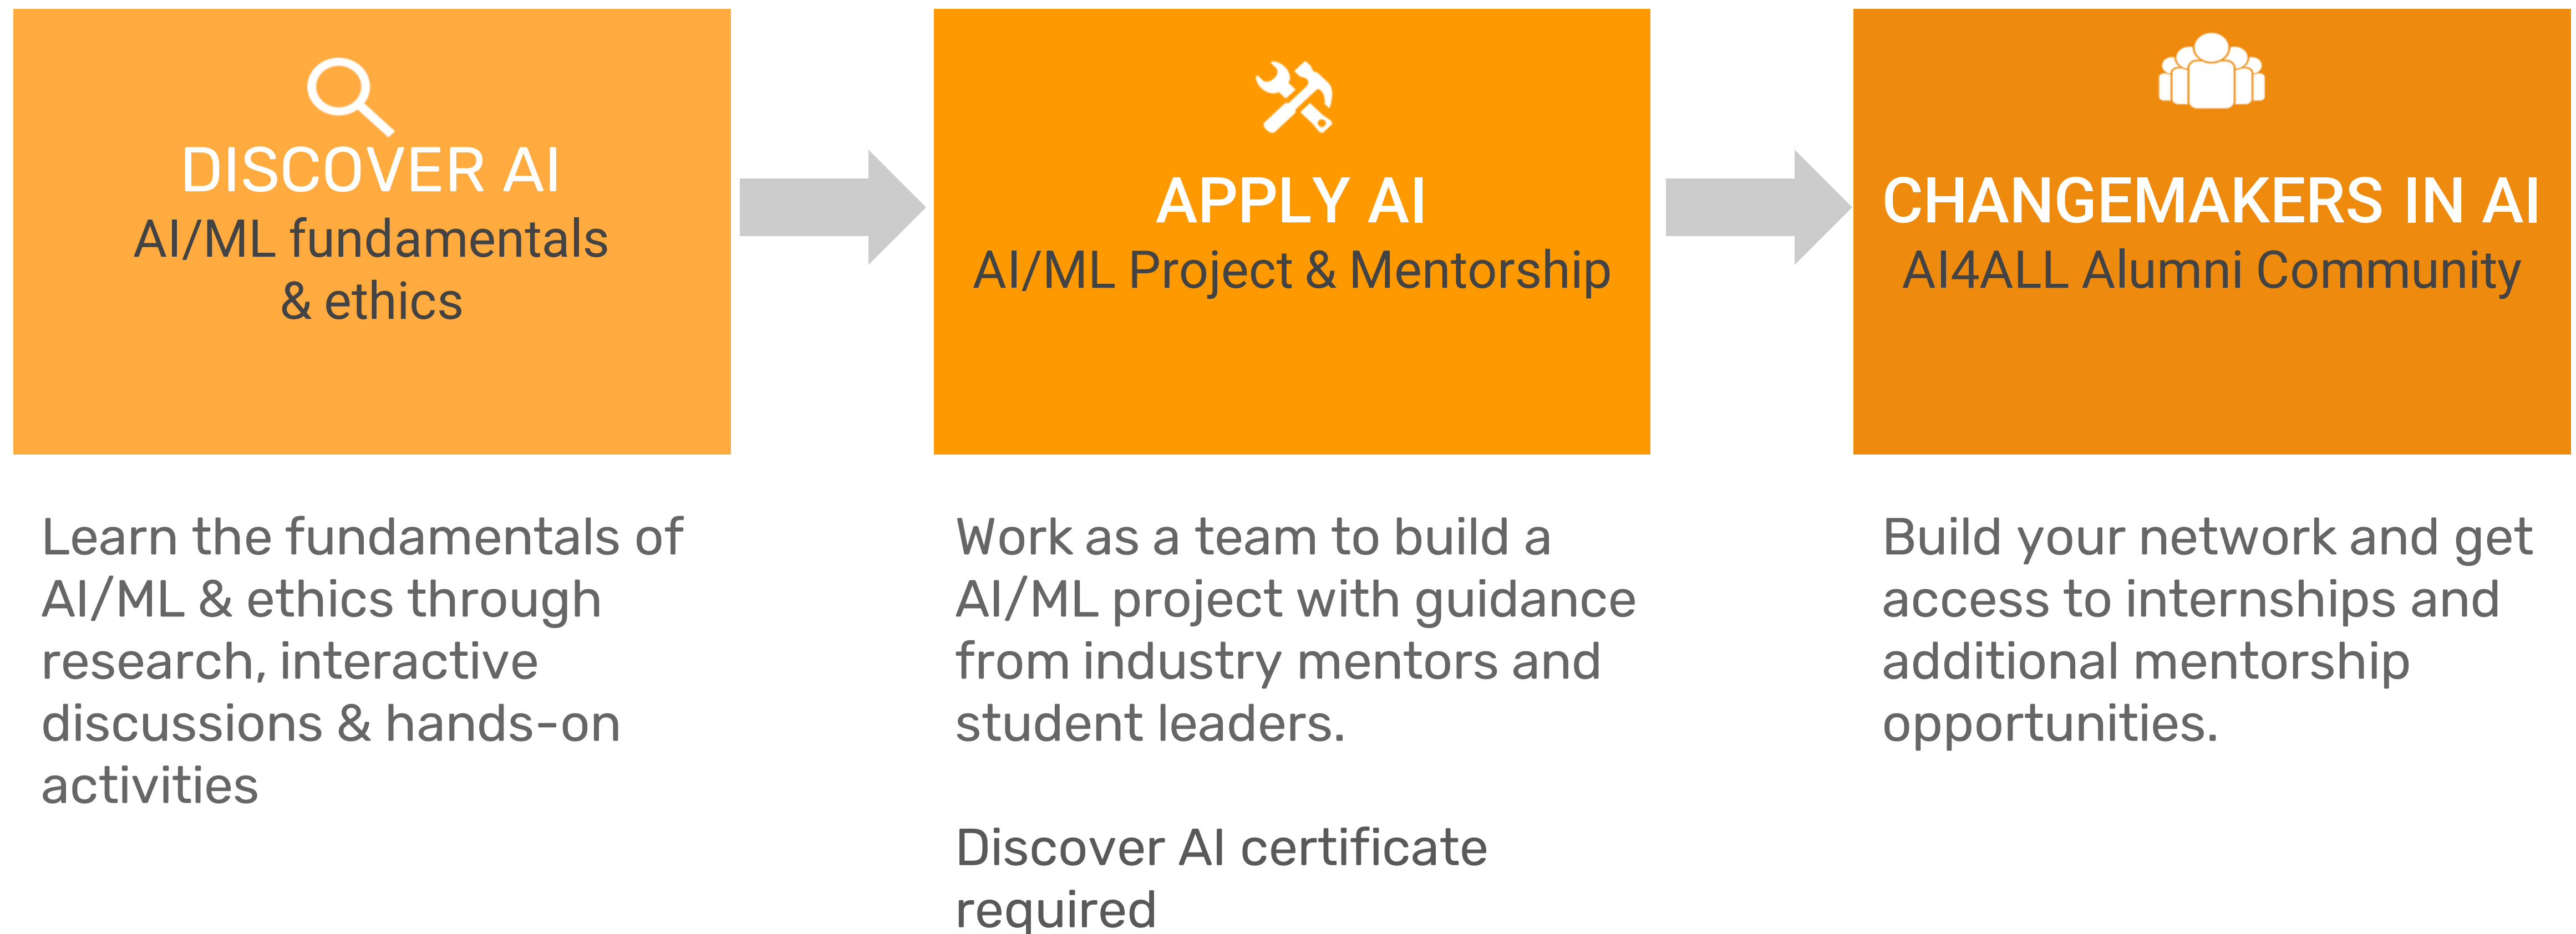 DISCOVER AI
AI/ML fundamentals
& ethics
APPLY AI
AI/ML Project & Mentorship
CHANGEMAKERS IN AI
AI4ALL Alumni Community
Learn the fundamentals of
AI/ML & ethics through
research, interactive
discussions & hands-on
activities
Work as a team to build a
AI/ML project with guidance
from industry mentors and
student leaders.
Discover AI certificate
required
Build your network and get
access to internships and
additional mentorship
opportunities.